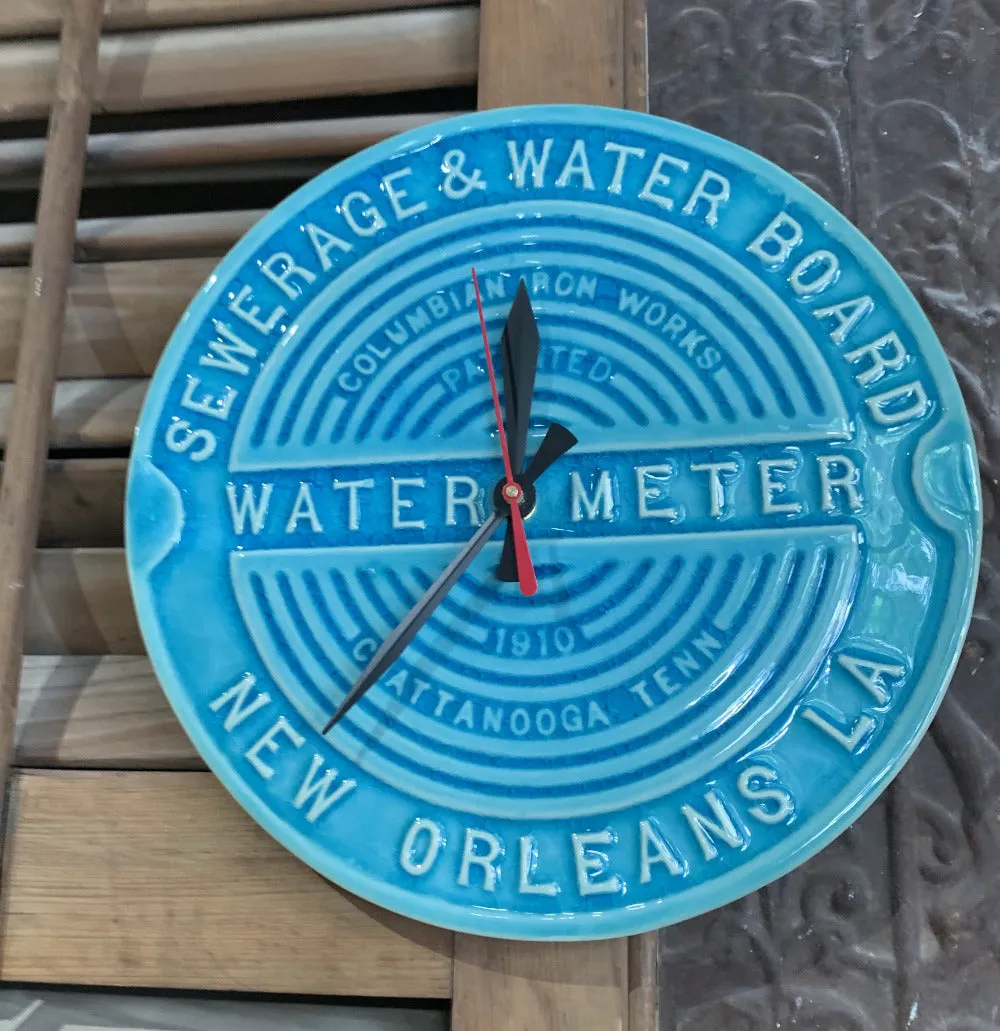 SEWERAGE & WATER BOARD
COLUMBIAN IRON WORKS
PATENTED
WATER METER
1910
CHATTANOOGA TENN
NEW ORLEANS LA